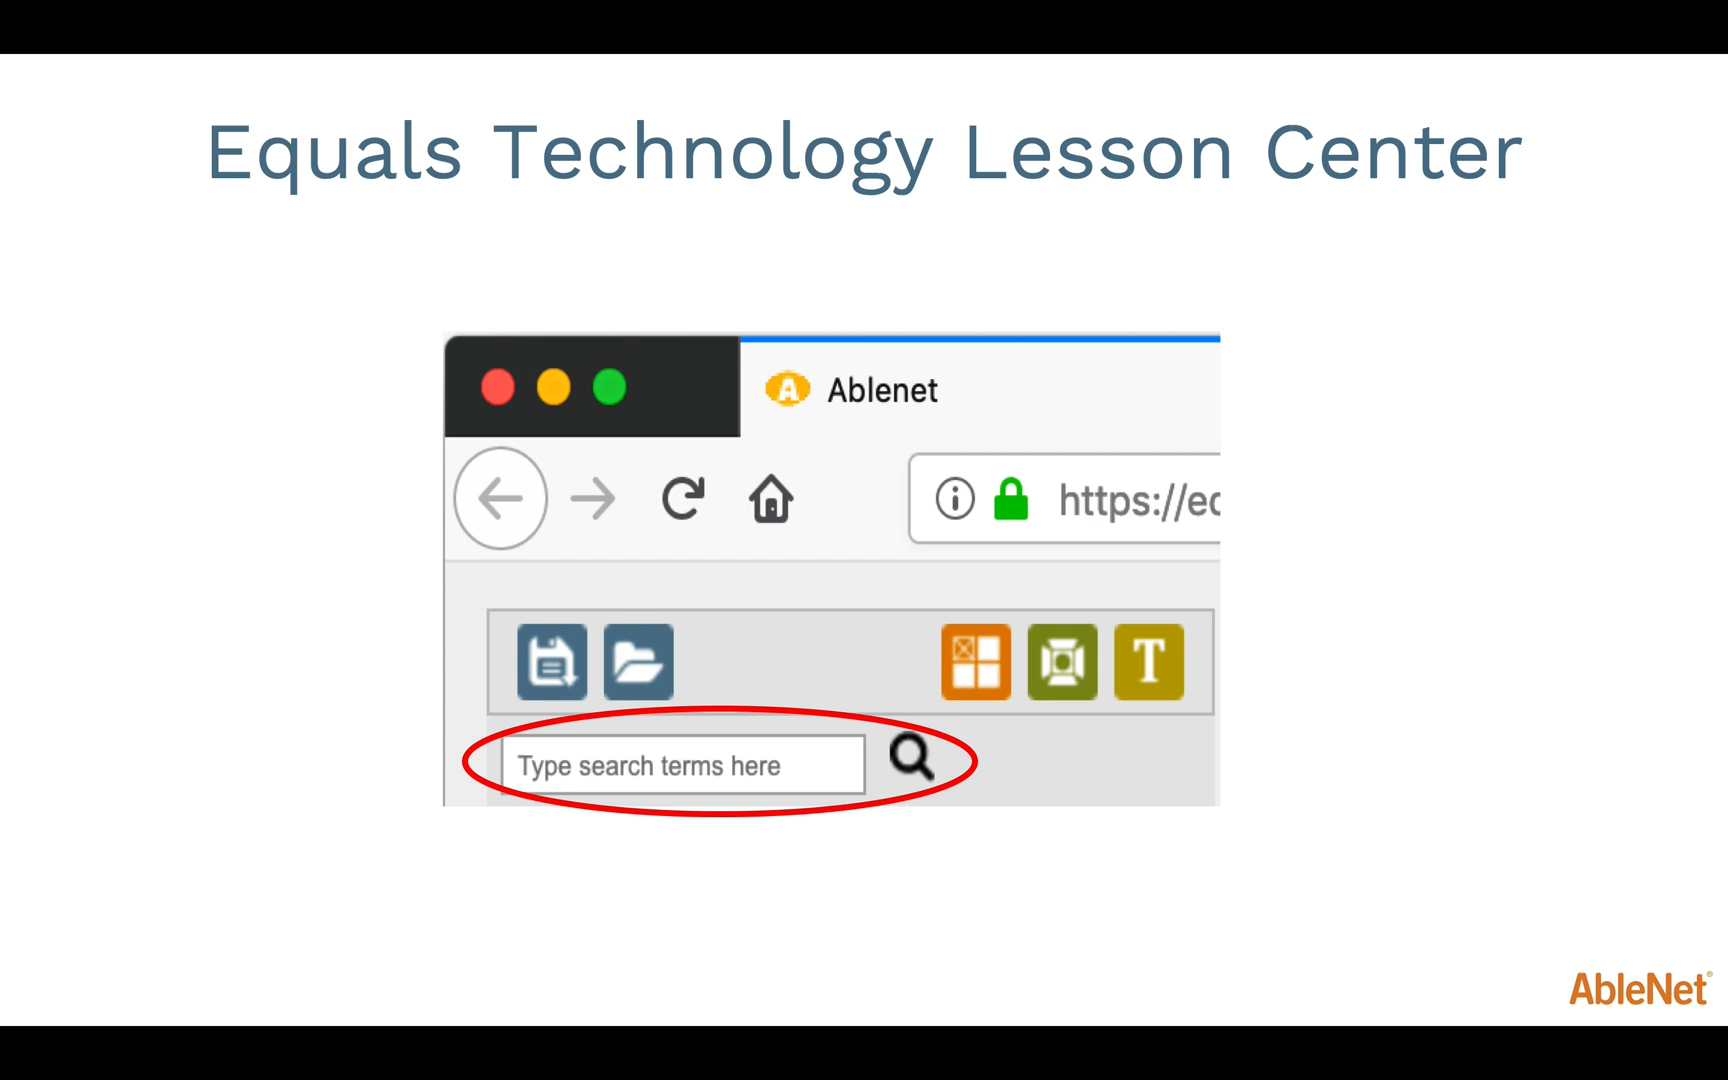 Equals Technology Lesson Center
A Ablenet
https://ec
T
Type search terms here
AbleNet®